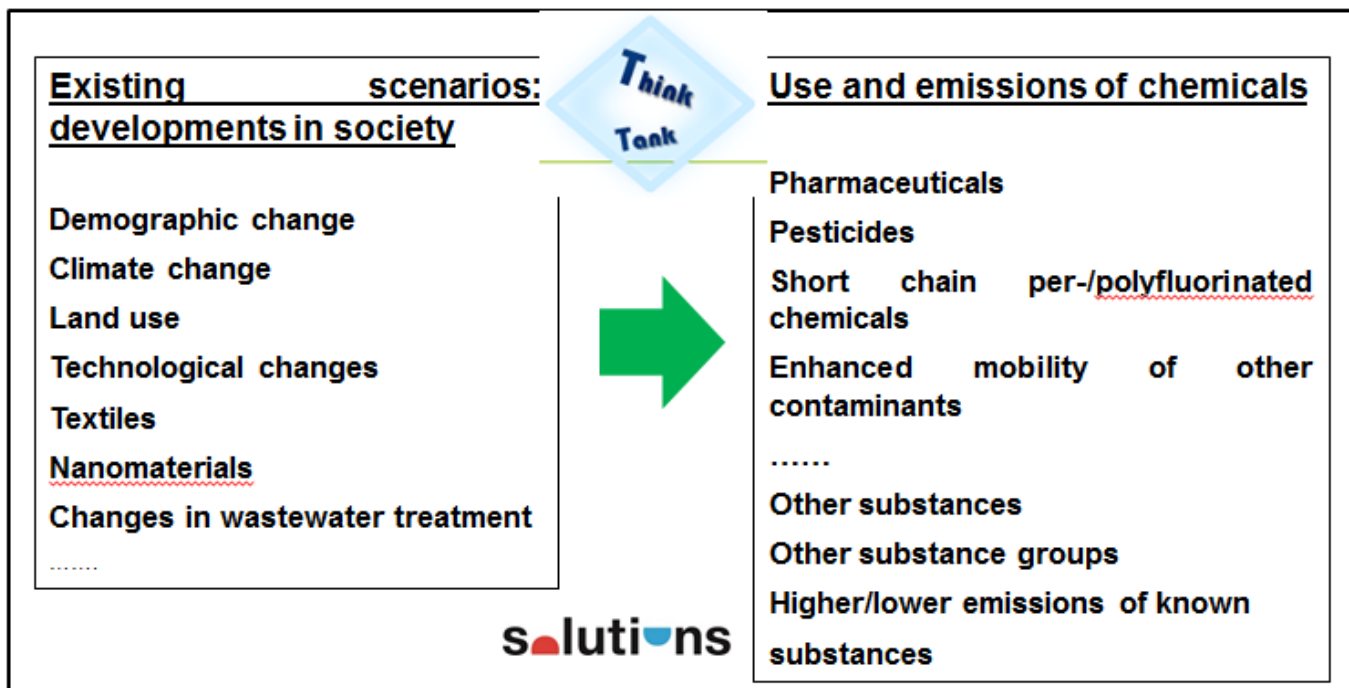 Existing scenarios:
developments in society
Demographic change
Climate change
Land use
Technological changes
Textiles
Nanomaterials
Changes in wastewater treatment
.......
Think
Tank
solutions
Use and emissions of chemicals
Pharmaceuticals
Pesticides
Short chain per-/polyfluorinated
chemicals
Enhanced mobility of other
contaminants
......
Other substances
Other substance groups
Higher/lower emissions of known
substances